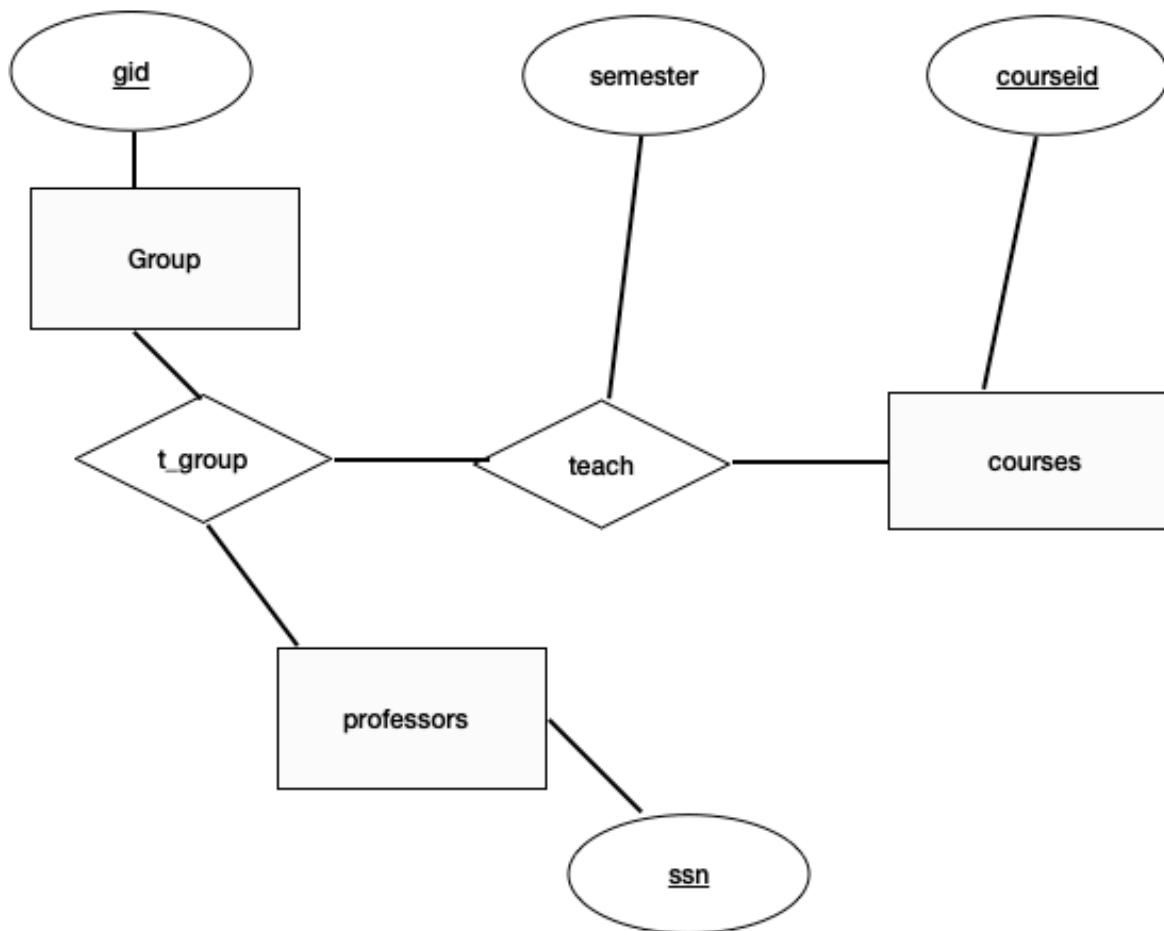 gid
semester
courseid
Group
t_group
teach
courses
professors
ssn